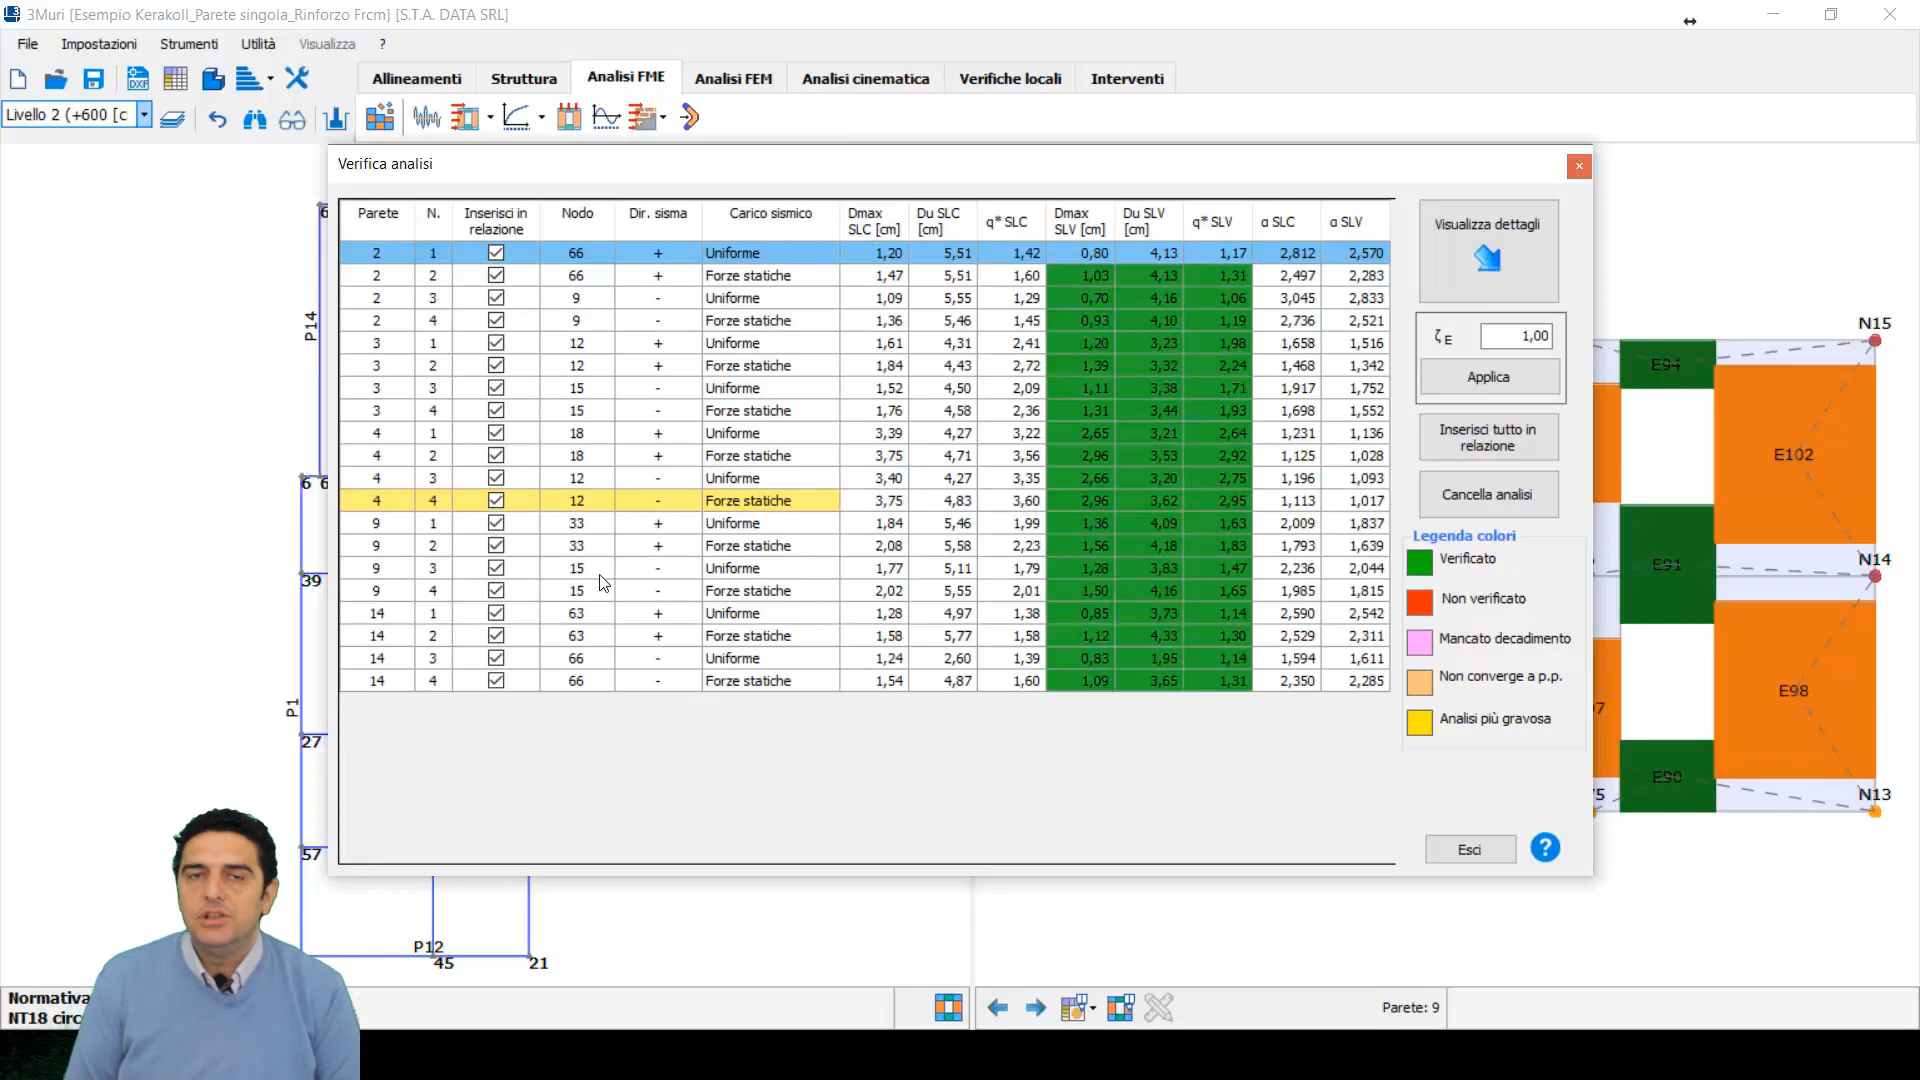 3Muri [Esempio Kerakoll_Parete singola_Rinforzo Frcm] [S.T.A. DATA SRL]
File Impostazioni Strumenti Utilità Visualizza ?
DXF
Allineamenti Struttura Analisi FME Analisi FEM Analisi cinematica Verifiche locali Interventi
Livello 2 (+600 [c
Verifica analisi
Parete N. Inserisci in relazione Nodo Dir. sisma Carico sismico Dmax SLC [cm] Du SLC [cm] q* SLC Dmax SLV [cm] Du SLV [cm] q* SLV α SLC α SLV
2 1 66 + Uniforme 1,20 5,51 1,42 0,80 4,13 1,17 2,812 2,570
2 2 66 + Forze statiche 1,47 5,51 1,60 1,03 4,13 1,31 2,497 2,283
2 3 9 - Uniforme 1,09 5,55 1,29 0,70 4,16 1,06 3,045 2,833
2 4 9 - Forze statiche 1,36 5,46 1,45 0,93 4,10 1,19 2,736 2,521
3 1 12 + Uniforme 1,61 4,31 2,41 1,20 3,23 1,98 1,658 1,516
3 2 12 + Forze statiche 1,84 4,43 2,72 1,39 3,32 2,24 1,468 1,342
3 3 15 - Uniforme 1,52 4,50 2,09 1,11 3,38 1,71 1,917 1,752
3 4 15 - Forze statiche 1,76 4,58 2,36 1,31 3,44 1,93 1,698 1,552
4 1 18 + Uniforme 3,39 4,27 3,22 2,65 3,21 2,64 1,231 1,136
4 2 18 + Forze statiche 3,75 4,71 3,56 2,96 3,53 2,92 1,125 1,028
4 3 12 - Uniforme 3,40 4,27 3,35 2,66 3,20 2,75 1,196 1,093
4 4 12 - Forze statiche 3,75 4,83 3,60 2,96 3,62 2,95 1,113 1,017
9 1 33 + Uniforme 1,84 5,46 1,99 1,36 4,09 1,63 2,009 1,837
9 2 33 + Forze statiche 2,08 5,58 2,23 1,56 4,18 1,83 1,793 1,639
9 3 15 - Uniforme 1,77 5,11 1,79 1,28 3,83 1,47 2,236 2,044
9 4 15 - Forze statiche 2,02 5,55 2,01 1,50 4,16 1,65 1,985 1,815
14 1 63 + Uniforme 1,28 4,97 1,38 0,85 3,73 1,14 2,590 2,542
14 2 63 + Forze statiche 1,58 5,77 1,58 1,12 4,33 1,30 2,529 2,311
14 3 66 - Uniforme 1,24 2,60 1,39 0,83 1,95 1,14 1,594 1,611
14 4 66 - Forze statiche 1,54 4,87 1,60 1,09 3,65 1,31 2,350 2,285
Visualizza dettagli
ζE 1,00
Applica
Inserisci tutto in
relazione
Cancella analisi
Legenda colori
Verificato
Non verificato
Mancato decadimento
Non converge a p.p.
Analisi più gravosa
Esci ?
P14
6 6
39
P1
27
57
P12
45 21
N15
E94
E102
N14
E91
E98
E90
N13
Normativa
NT18 circ
Parete: 9